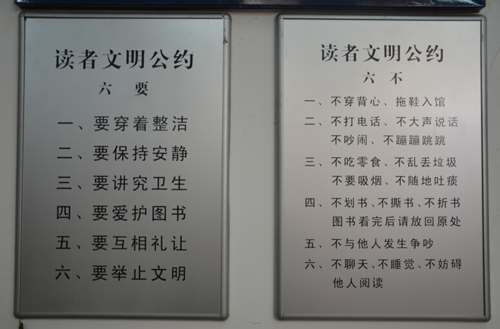 读者文明公约
六 要
一、要穿着整洁
二、要保持安静
三、要讲究卫生
四、要爱护图书
五、要互相礼让
六、要举止文明
读者文明公约
六 不
一、不穿背心、拖鞋入馆
二、不打电话、不大声说话
不吵闹、不蹦蹦跳跳
三、不吃零食、不乱丢垃圾
不要吸烟、不随地吐痰
四、不划书、不撕书、不折书
图书看完后请放回原处
五、不与他人发生争吵
六、不聊天、不睡觉、不妨碍
他人阅读